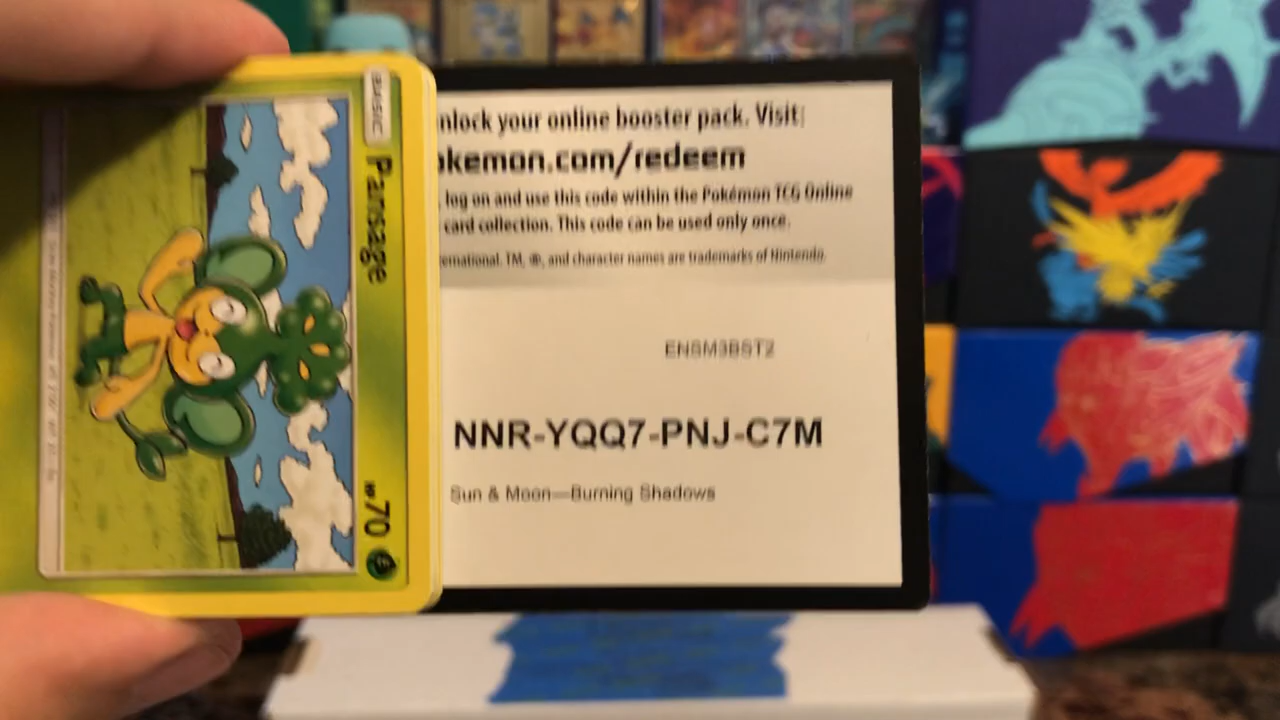 BASIC
Pansage
HP 70
nlock your online booster pack. Visit:
okemon.com/redeem
log on and use this code within the Pokémon TCG Online
card collection. This code can be used only once.
ernational. TM, ®, and character names are trademarks of Nintendo.
ENSM3BST2
NNR-YQQ7-PNJ-C7M
Sun & Moon—Burning Shadows